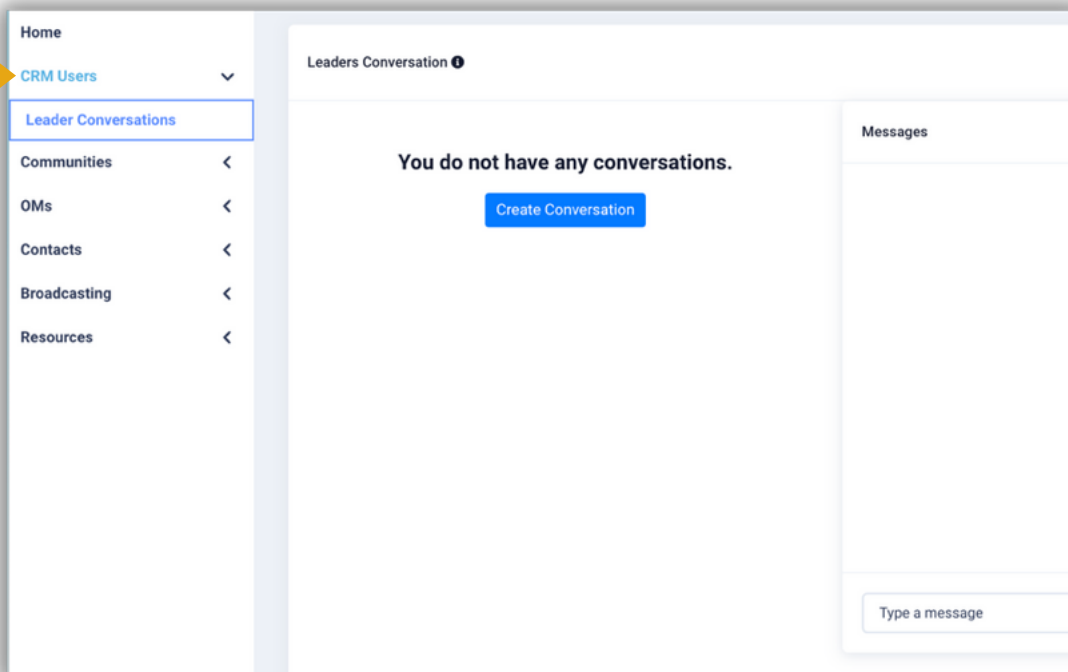 Home
CRM Users
Leader Conversations
Communities
OMs
Contacts
Broadcasting
Resources
Leaders Conversation
You do not have any conversations.
Create Conversation
Messages
Type a message